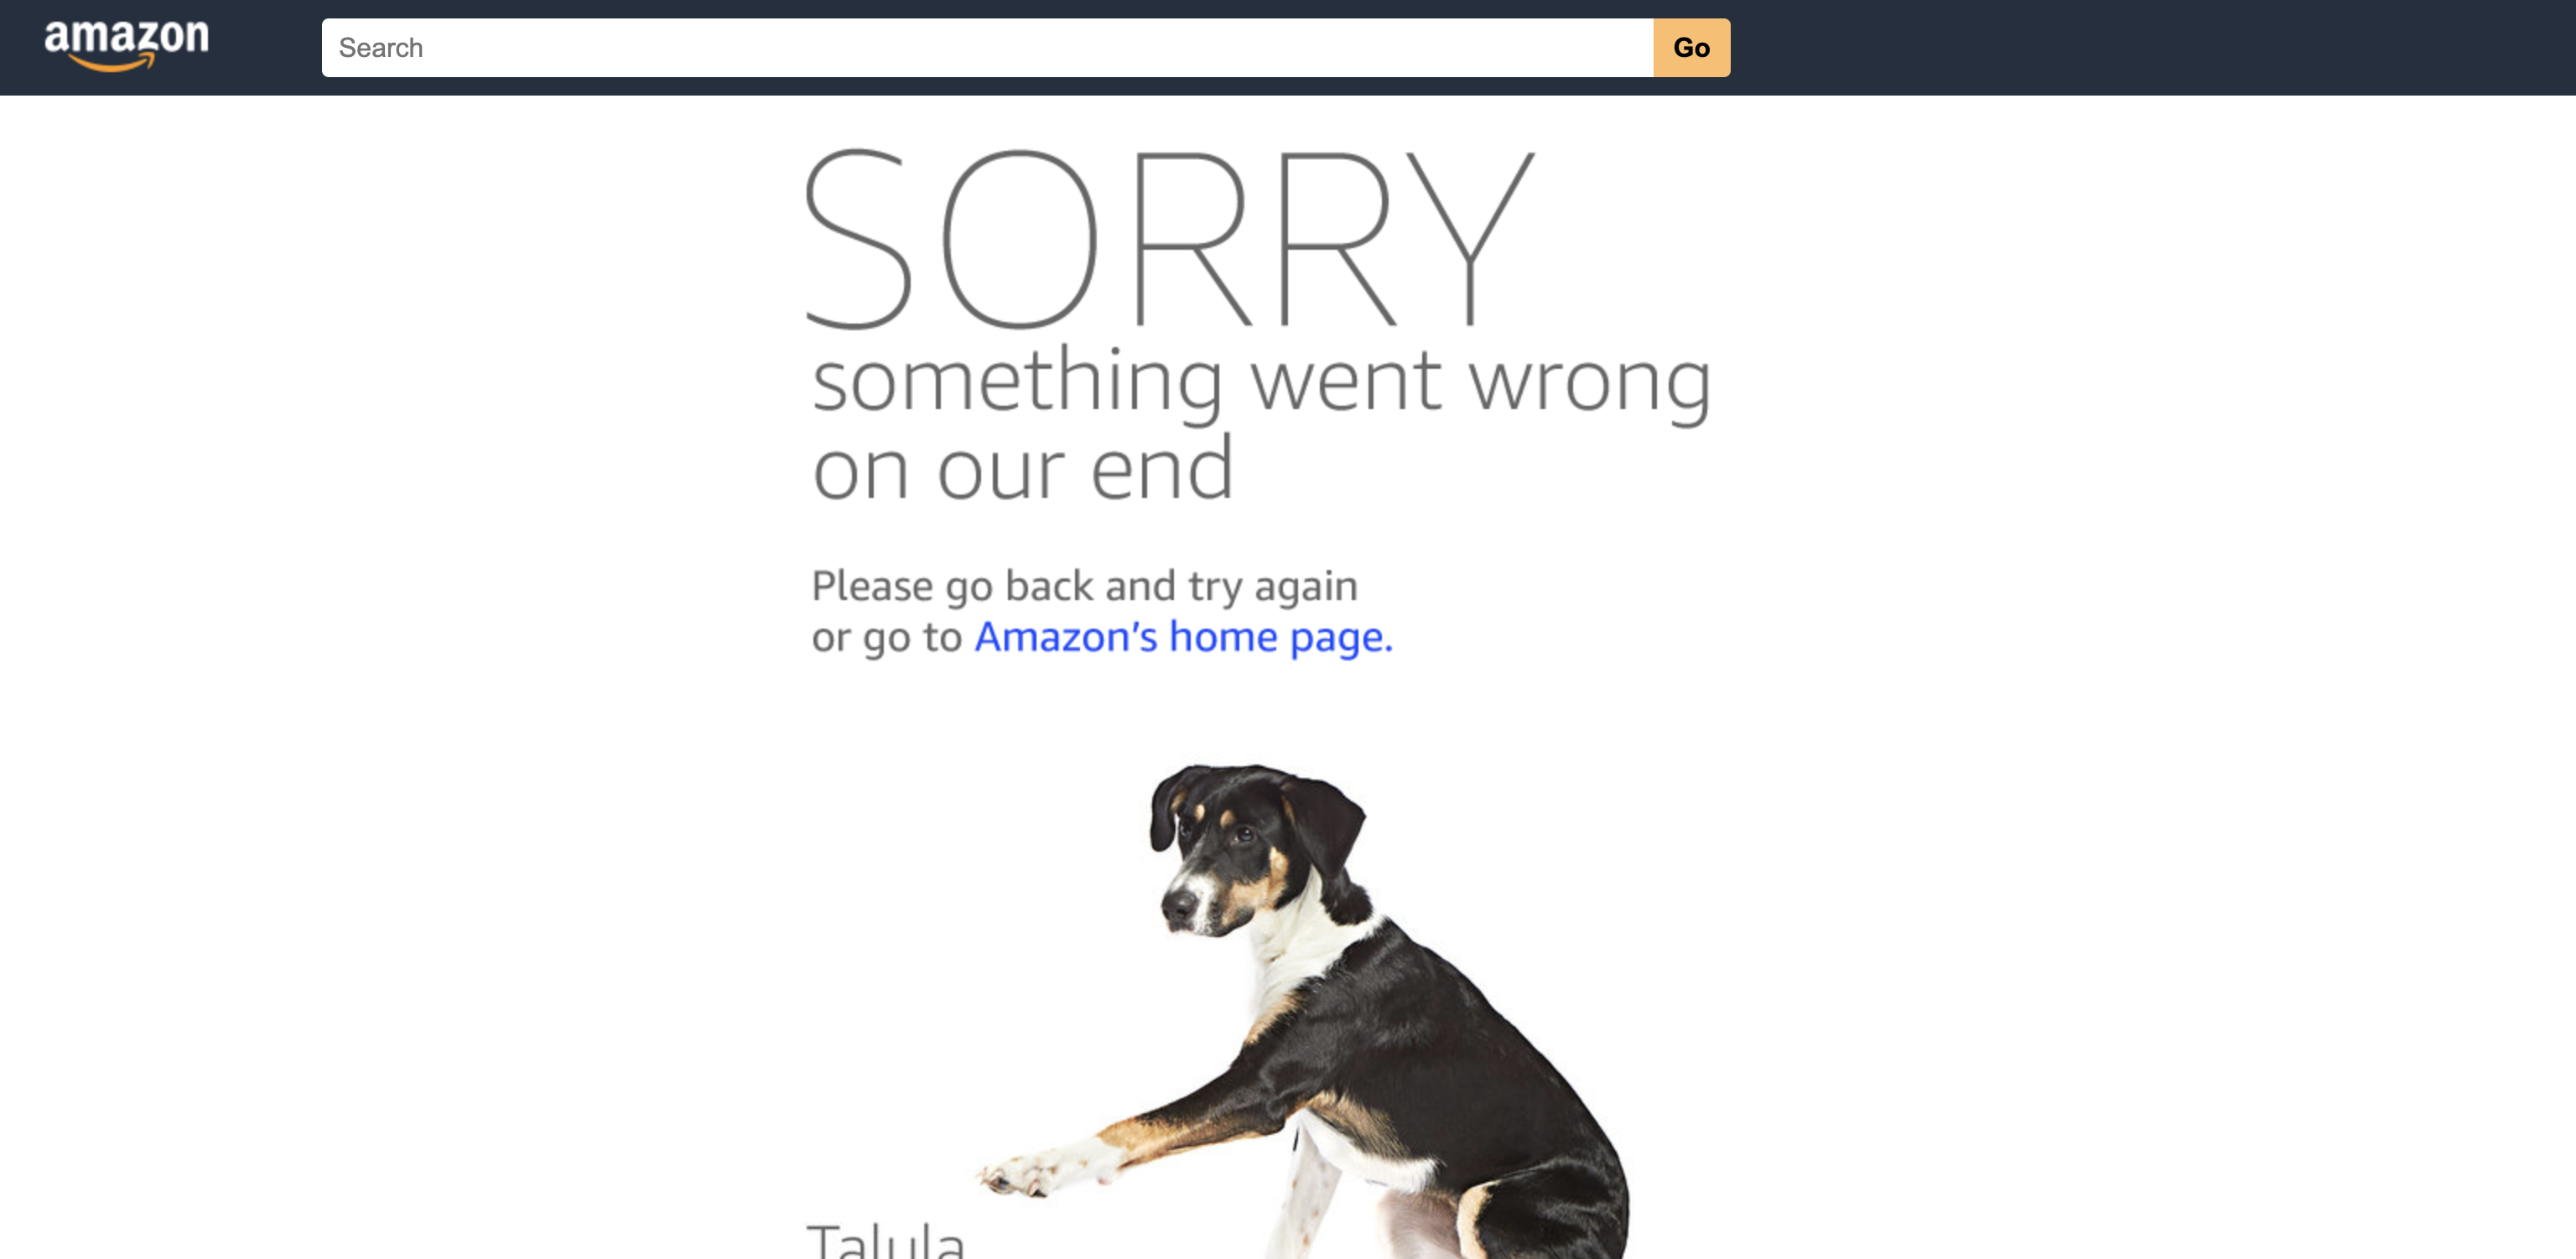 amazon
Search
Go
SORRY
something went wrong
on our end
Please go back and try again
or go to Amazon’s home page.
Talula